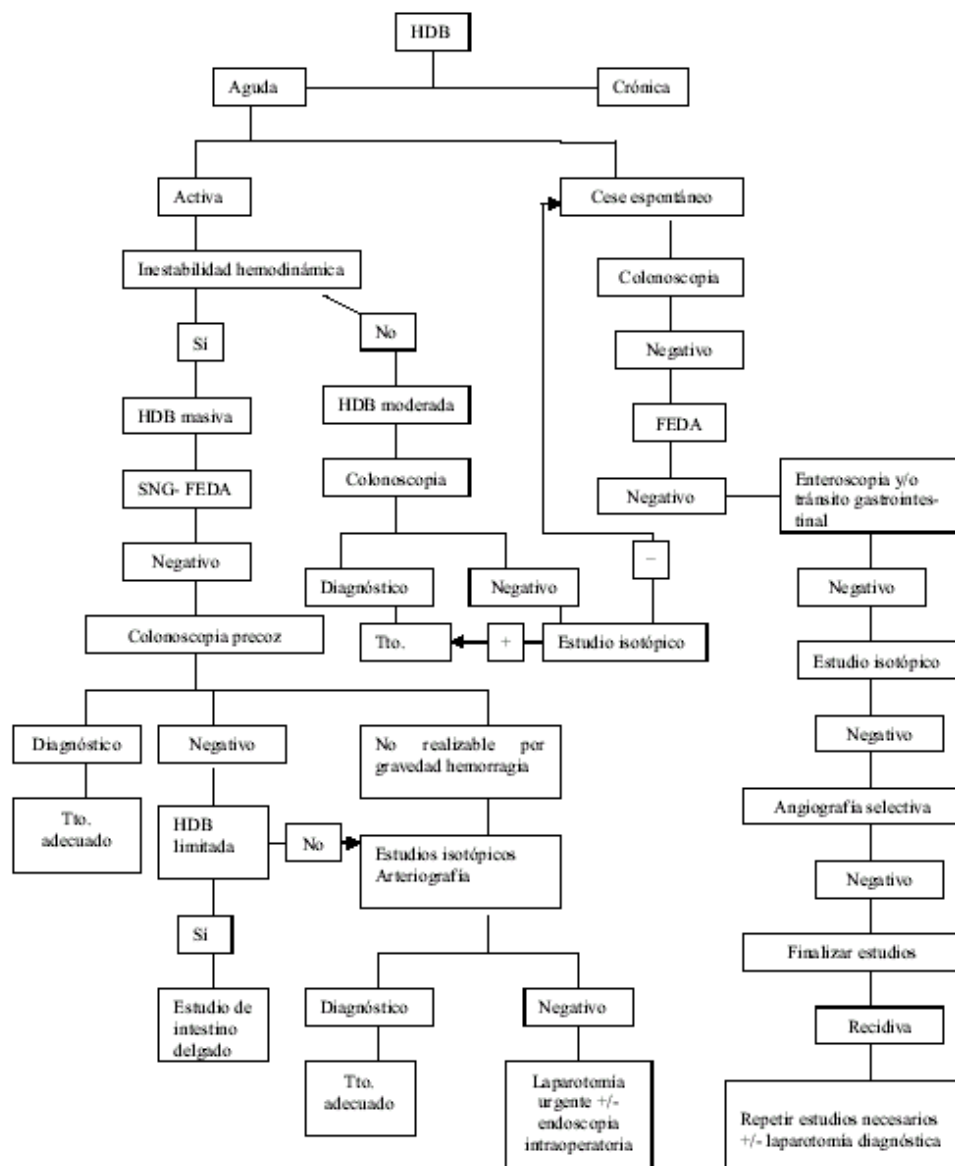 HDB
Aguda
Crónica
Activa
Cese espontáneo
Inestabilidad hemodinámica
Colonoscopia
Sí
No
Negativo
HDB masiva
HDB moderada
FEDA
SNG- FEDA
Colonoscopia
Negativo
Enteroscopia y/o
tránsito gastrointes-
tinal
Negativo
–
Diagnóstico
Negativo
Negativo
Colonoscopia precoz
Tto.
+
Estudio isotópico
Estudio isotópico
Diagnóstico
Negativo
No realizable por
gravedad hemorragia
Negativo
Tto.
adecuado
HDB
limitada
No
Estudios isotópicos
Arteriografía
Angiografía selectiva
Negativo
Sí
Finalizar estudios
Estudio de
intestino
delgado
Diagnóstico
Negativo
Recidiva
Tto.
adecuado
Laparotomía
urgente +/-
endoscopia
intraoperatoria
Repetir estudios necesarios
+/- laparotomía diagnóstica